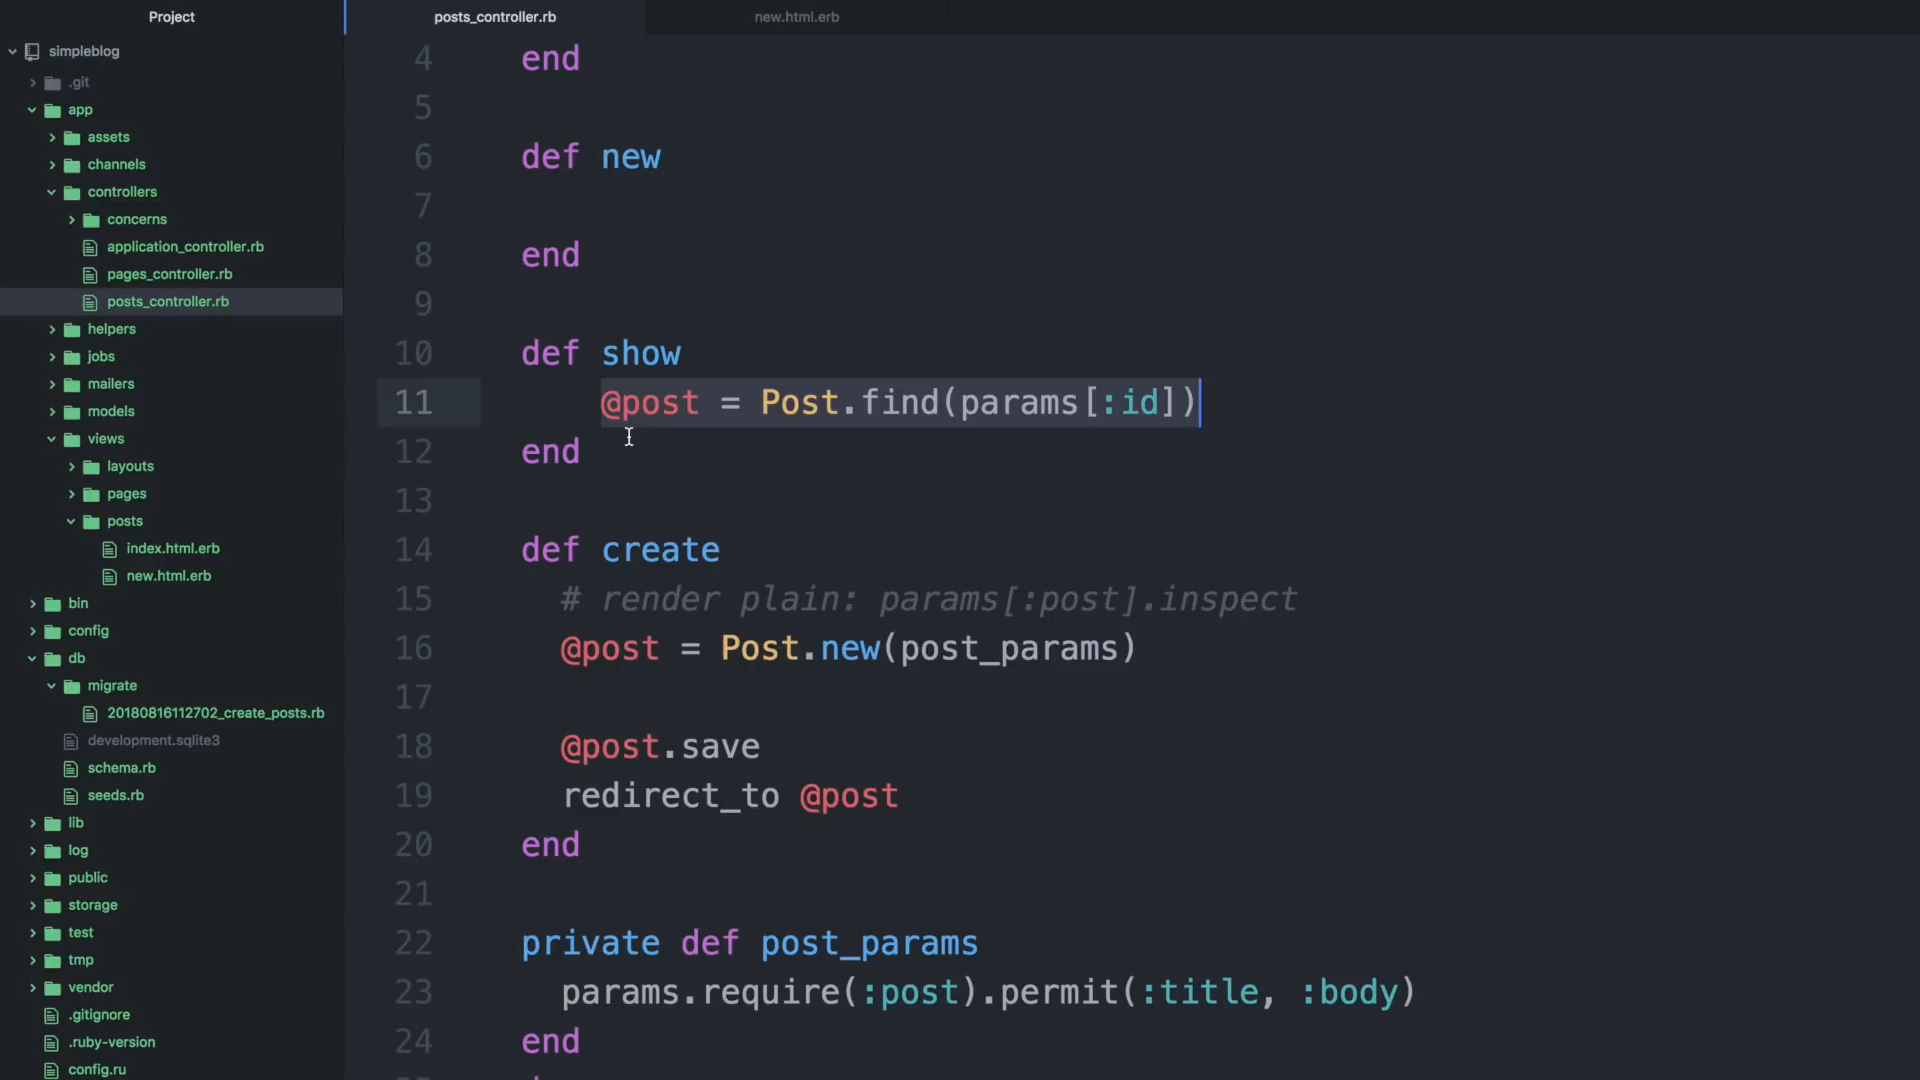 Project
simpleblog
.git
app
assets
channels
controllers
concerns
application_controller.rb
pages_controller.rb
posts_controller.rb
helpers
jobs
mailers
models
views
layouts
pages
posts
index.html.erb
new.html.erb
bin
config
db
migrate
20180816112702_create_posts.rb
development.sqlite3
schema.rb
seeds.rb
lib
log
public
storage
test
tmp
vendor
.gitignore
.ruby-version
config.ru
posts_controller.rb
new.html.erb
4 end
5
6 def new
7
8 end
9
10 def show
11 @post = Post.find(params[:id])
12 end
13
14 def create
15 # render plain: params[:post].inspect
16 @post = Post.new(post_params)
17
18 @post.save
19 redirect_to @post
20 end
21
22 private def post_params
23 params.require(:post).permit(:title, :body)
24 end